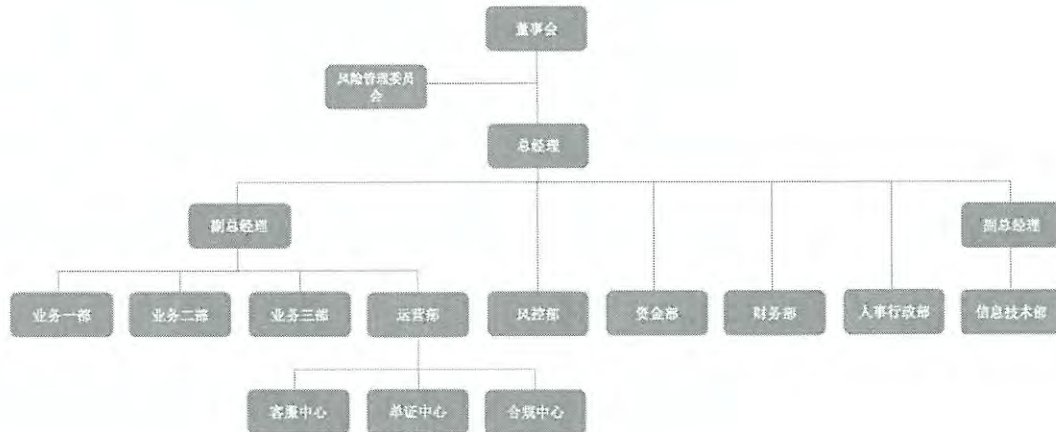 董事会
风险管理委员
会
总经理
副总经理
副总经理
业务一部
业务二部
业务三部
运营部
风控部
资金部
财务部
人事行政部
信息技术部
客服中心
单证中心
合规中心